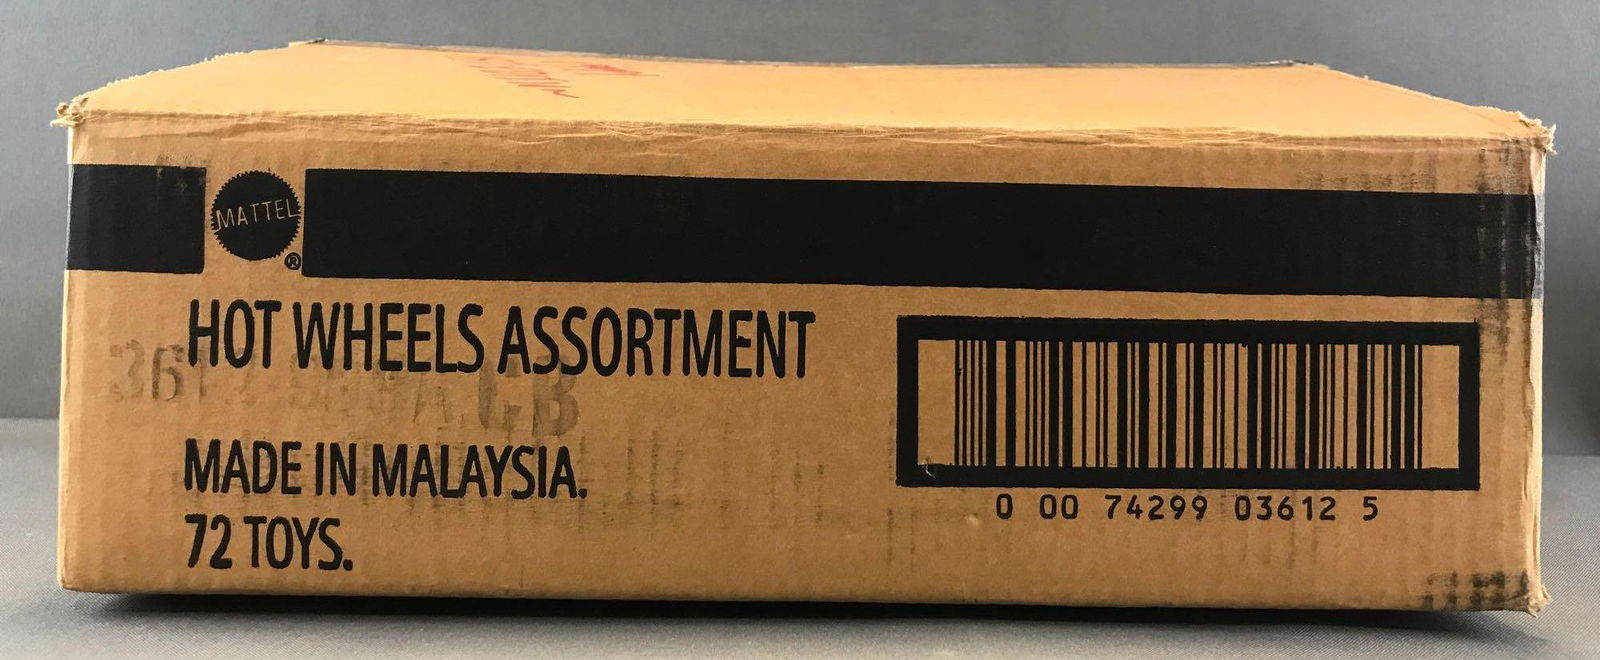 MATTEL
®
HOT WHEELS ASSORTMENT
MADE IN MALAYSIA.
72 TOYS.
0 00 74299 03612 5